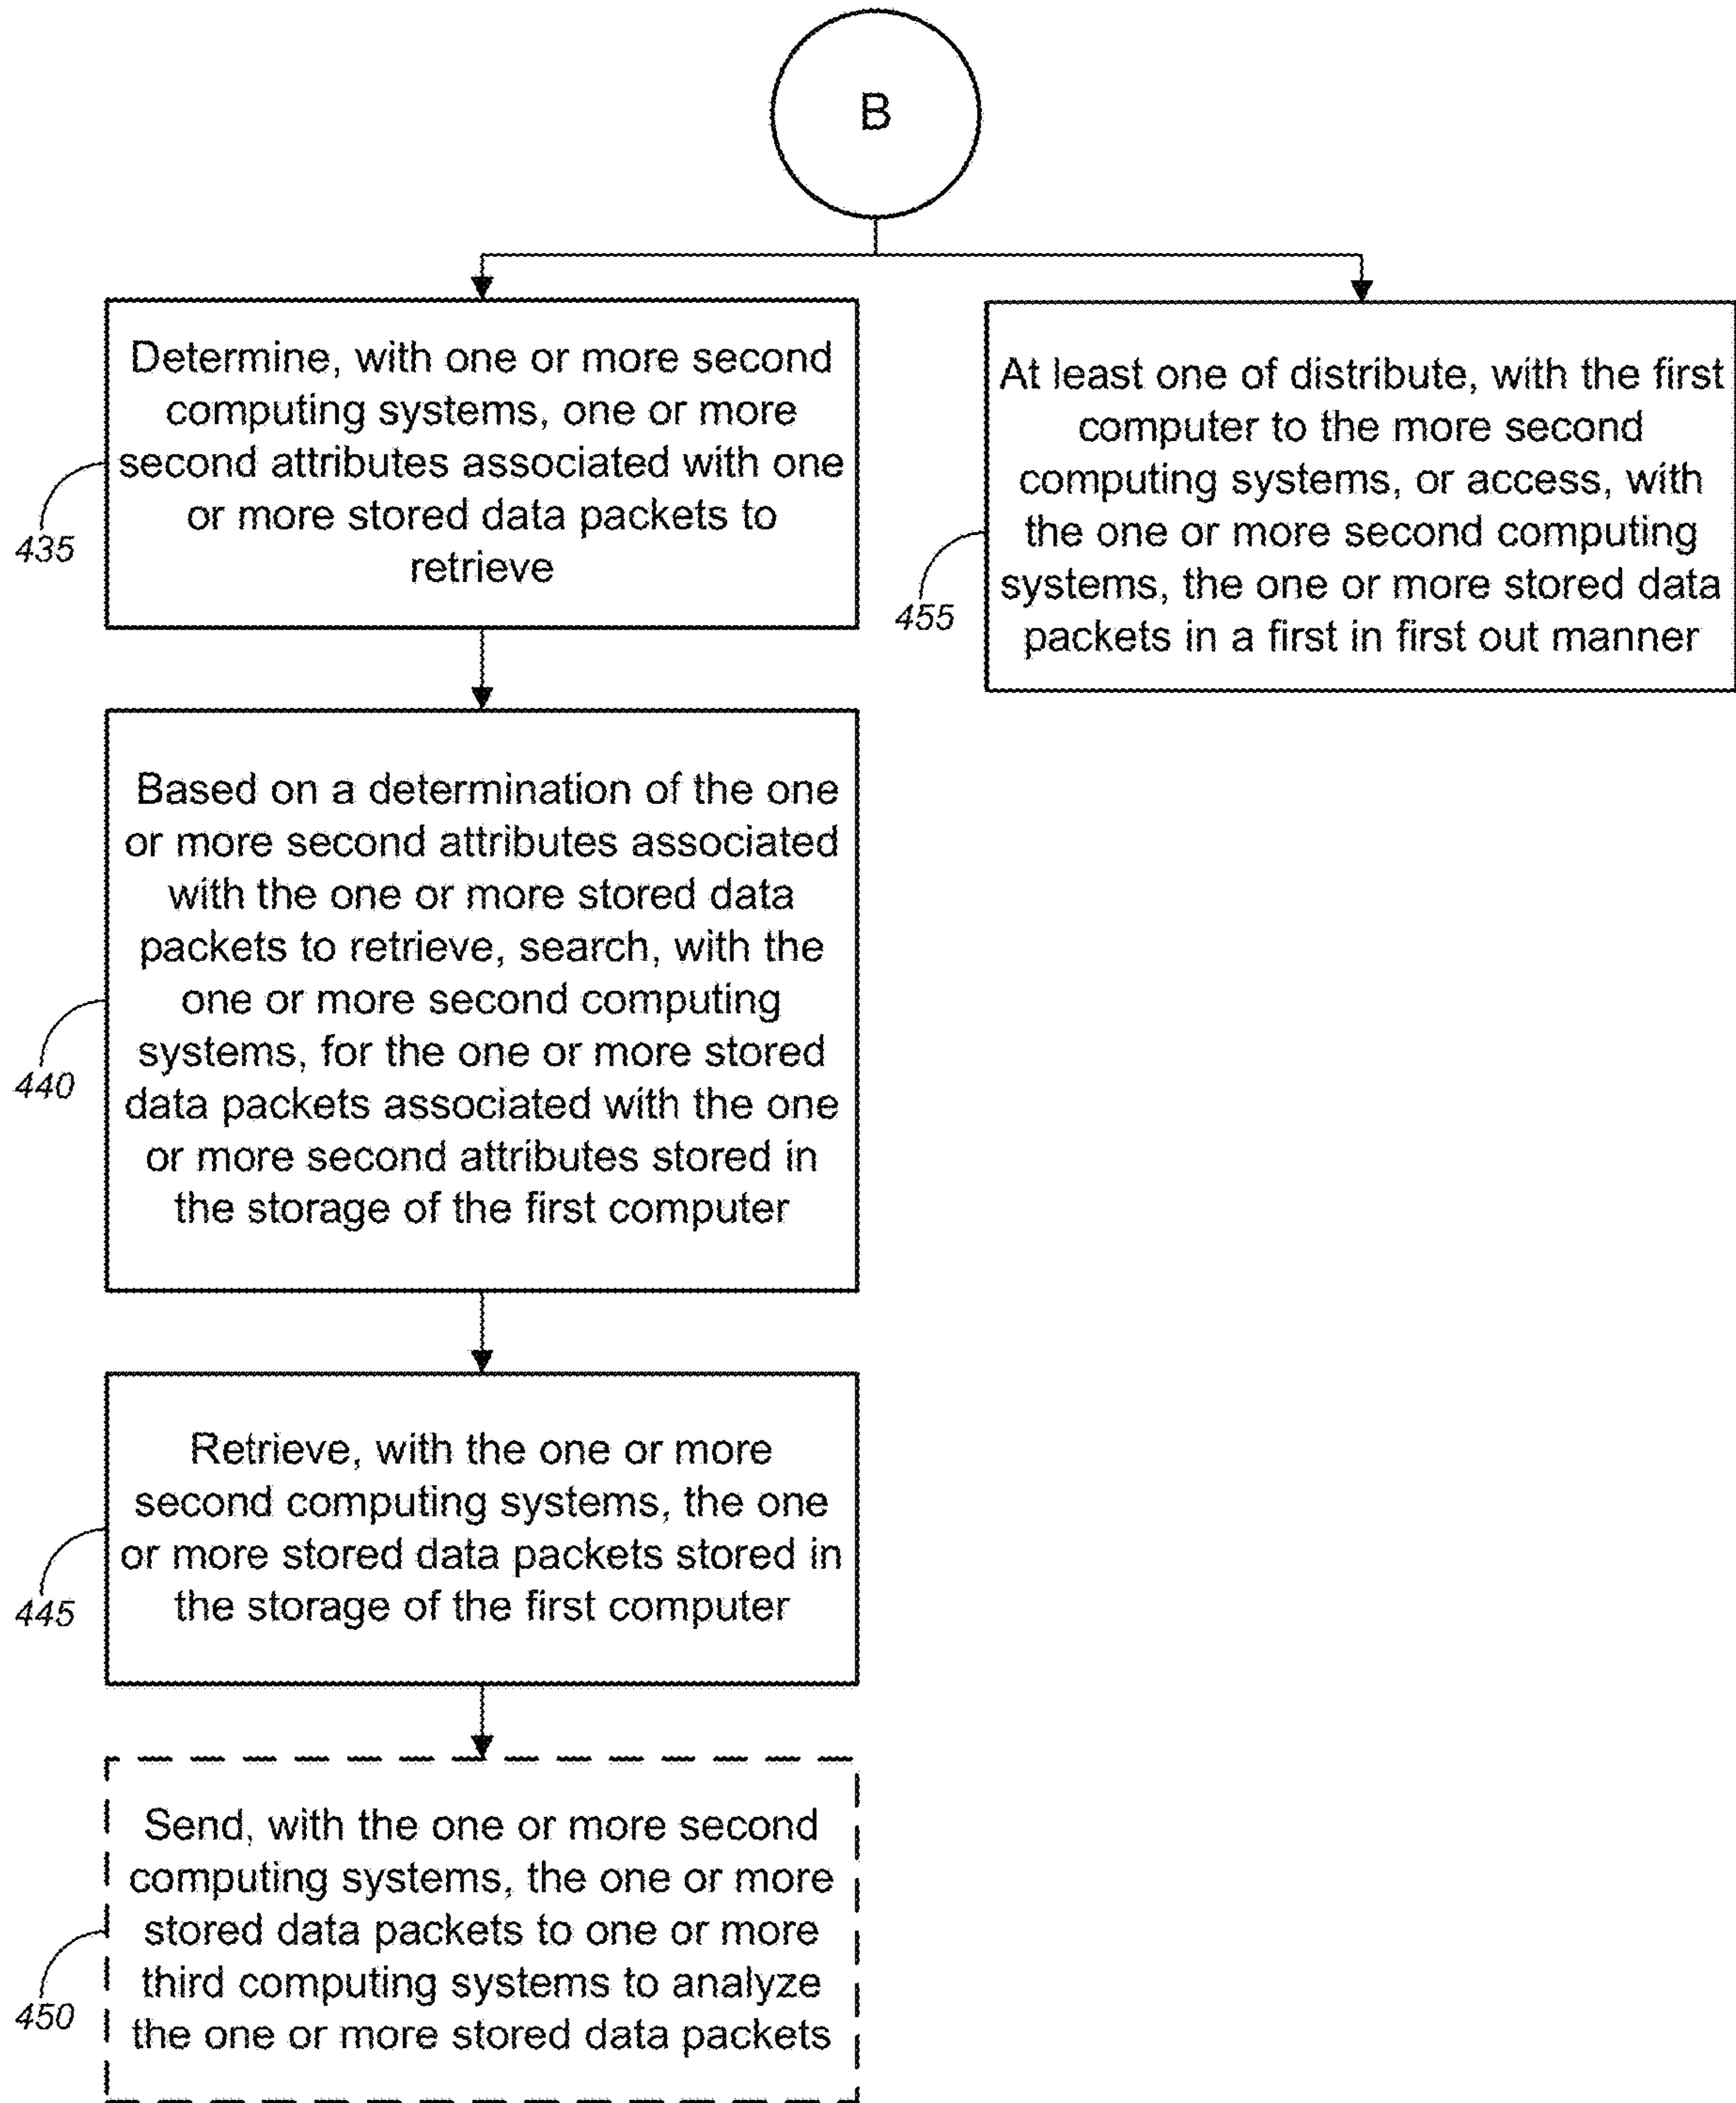 B
Determine, with one or more second
computing systems, one or more
second attributes associated with one
or more stored data packets to
retrieve
435
At least one of distribute, with the first
computer to the more second
computing systems, or access, with
the one or more second computing
systems, the one or more stored data
packets in a first in first out manner
455
Based on a determination of the one
or more second attributes associated
with the one or more stored data
packets to retrieve, search, with the
one or more second computing
systems, for the one or more stored
data packets associated with the one
or more second attributes stored in
the storage of the first computer
440
Retrieve, with the one or more
second computing systems, the one
or more stored data packets stored in
the storage of the first computer
445
Send, with the one or more second
computing systems, the one or more
stored data packets to one or more
third computing systems to analyze
the one or more stored data packets
450